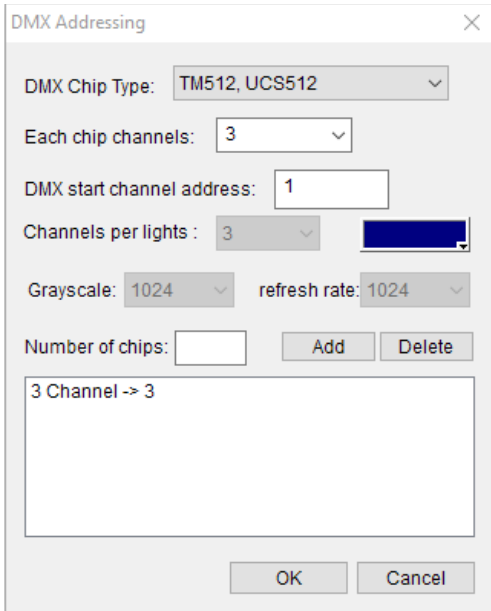 DMX Addressing
DMX Chip Type: TM512, UCS512
Each chip channels: 3
DMX start channel address: 1
Channels per lights : 3
Grayscale: 1024 refresh rate: 1024
Number of chips: Add Delete
3 Channel -> 3
OK Cancel